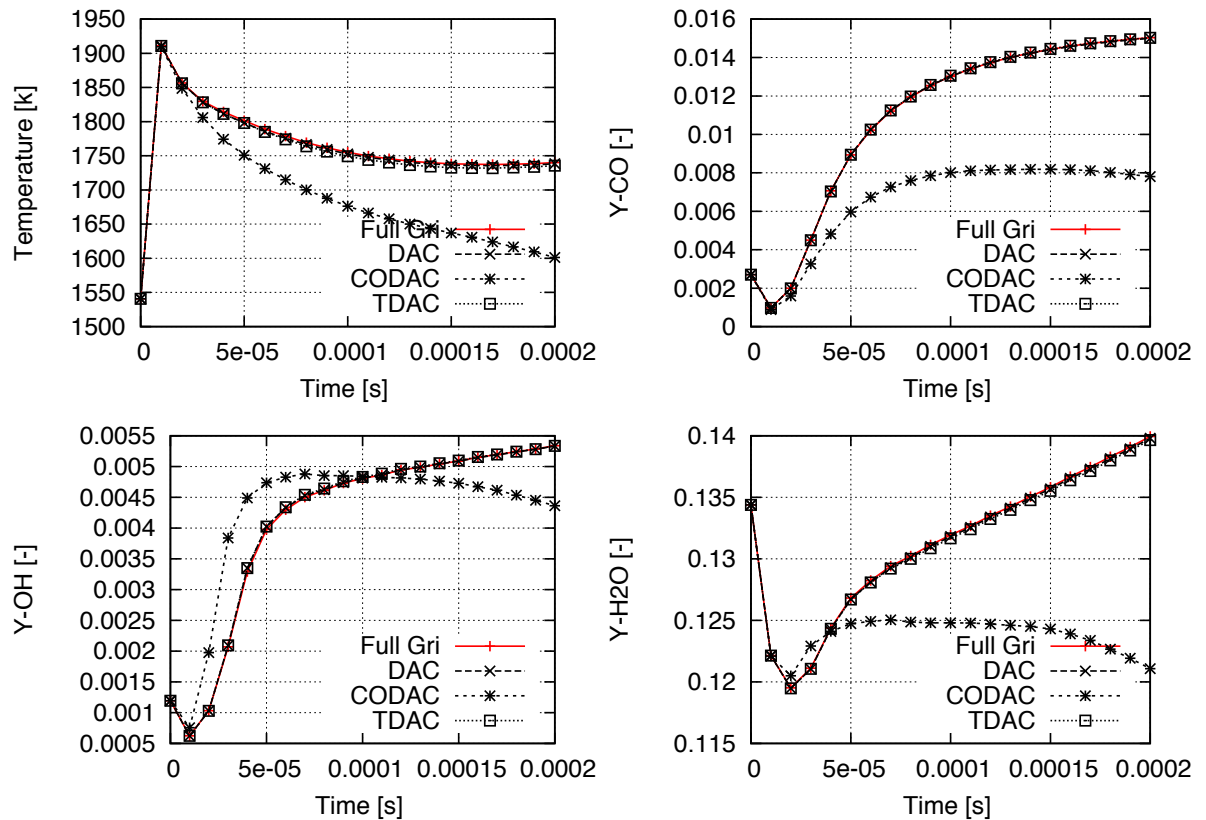 Temperature [k]
1950
1900
1850
1800
1750
1700
1650
1600
1550
1500
0
5e-05
0.0001
0.00015
0.0002
Time [s]
Full Gri
DAC
CODAC
TDAC
Y-CO [-]
0.016
0.014
0.012
0.01
0.008
0.006
0.004
0.002
0
0
5e-05
0.0001
0.00015
0.0002
Time [s]
Full Gri
DAC
CODAC
TDAC
Y-OH [-]
0.0055
0.005
0.0045
0.004
0.0035
0.003
0.0025
0.002
0.0015
0.001
0.0005
0
5e-05
0.0001
0.00015
0.0002
Time [s]
Full Gri
DAC
CODAC
TDAC
Y-H2O [-]
0.14
0.135
0.13
0.125
0.12
0.115
0
5e-05
0.0001
0.00015
0.0002
Time [s]
Full Gri
DAC
CODAC
TDAC